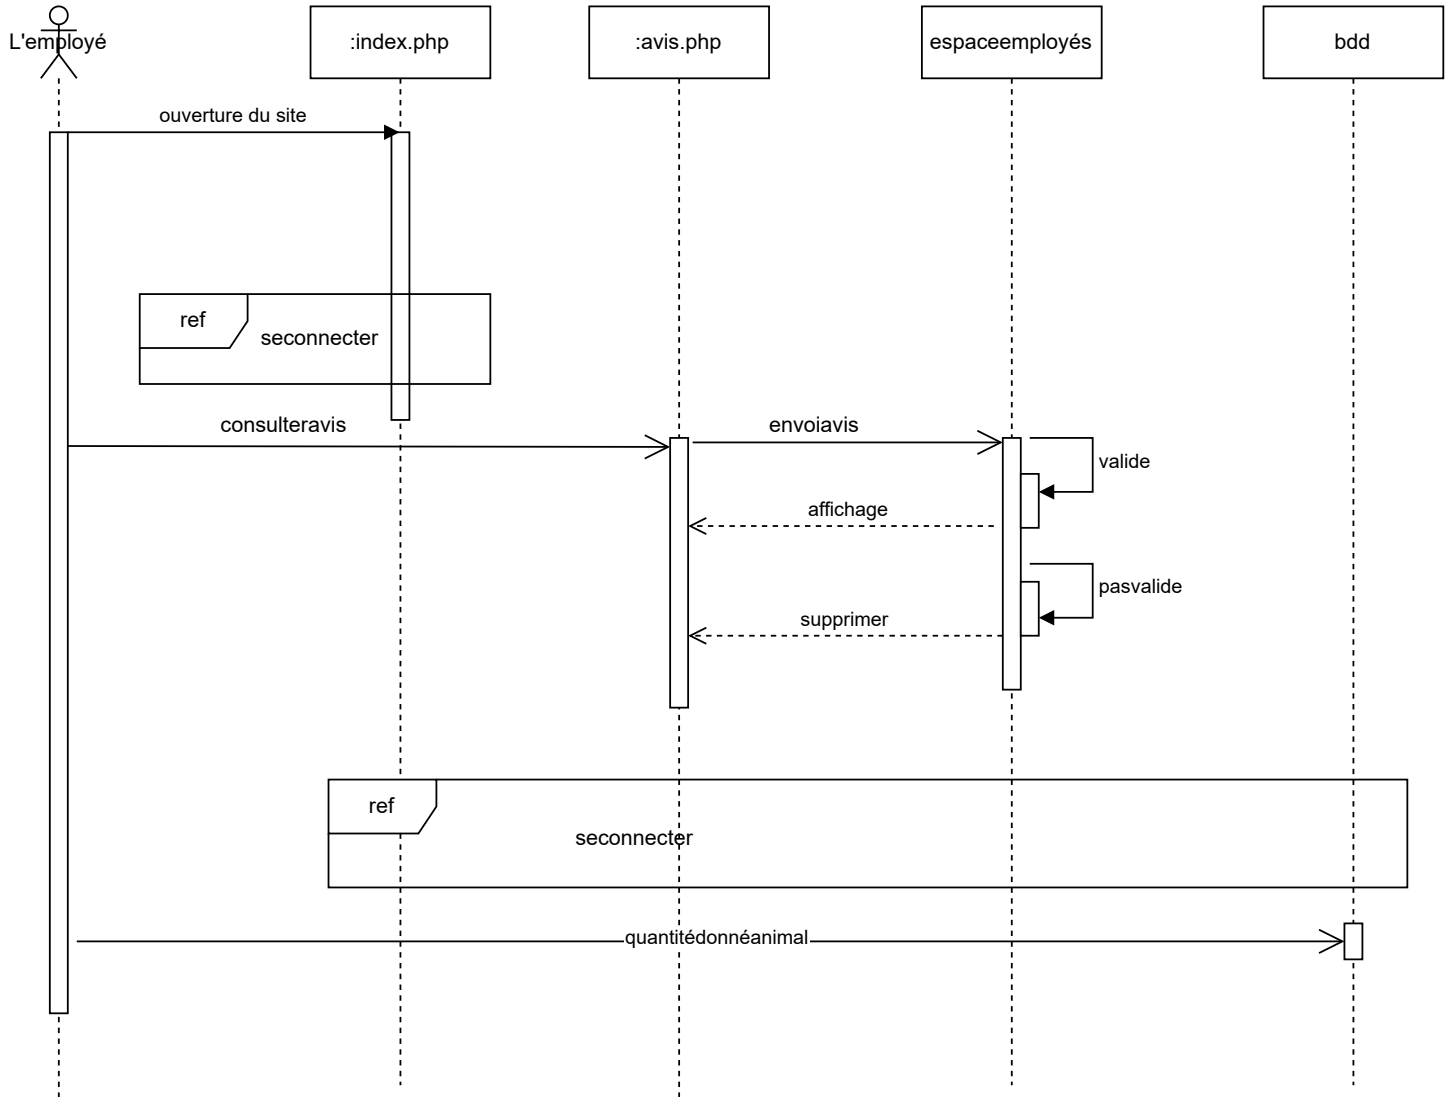 L'employé
:index.php
:avis.php
espaceemployés
bdd
ouverture du site
ref
seconnecter
consulteravis
envoiavis
valide
affichage
pasvalide
supprimer
ref
seconnecter
quantitédonnéanimal